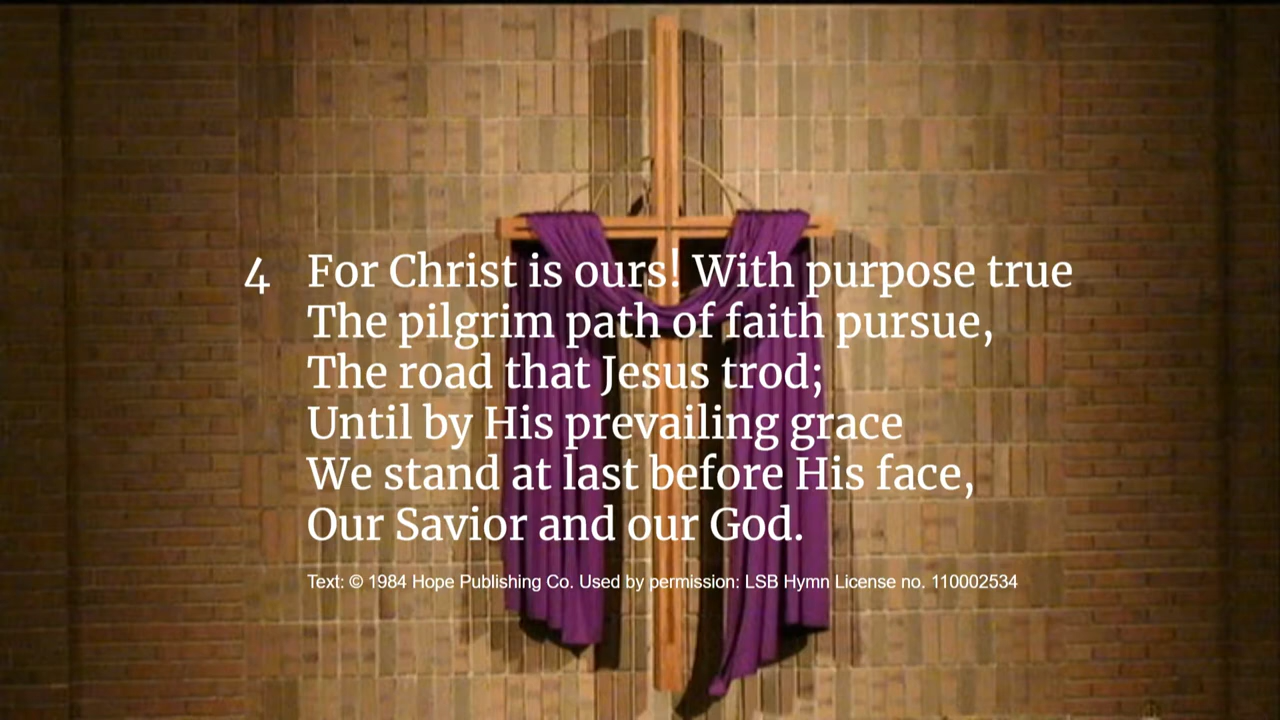 4 For Christ is ours! With purpose true
The pilgrim path of faith pursue,
The road that Jesus trod;
Until by His prevailing grace
We stand at last before His face,
Our Savior and our God.
Text: © 1984 Hope Publishing Co. Used by permission: LSB Hymn License no. 110002534